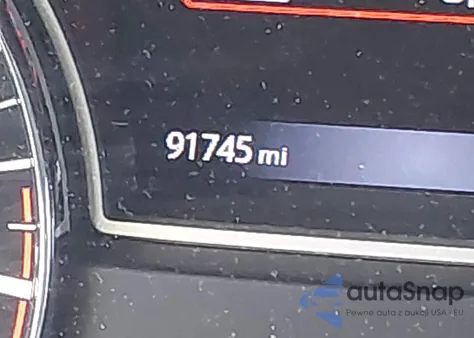 91745 mi
autoSnap
Pewne auta z aukcji USA i EU